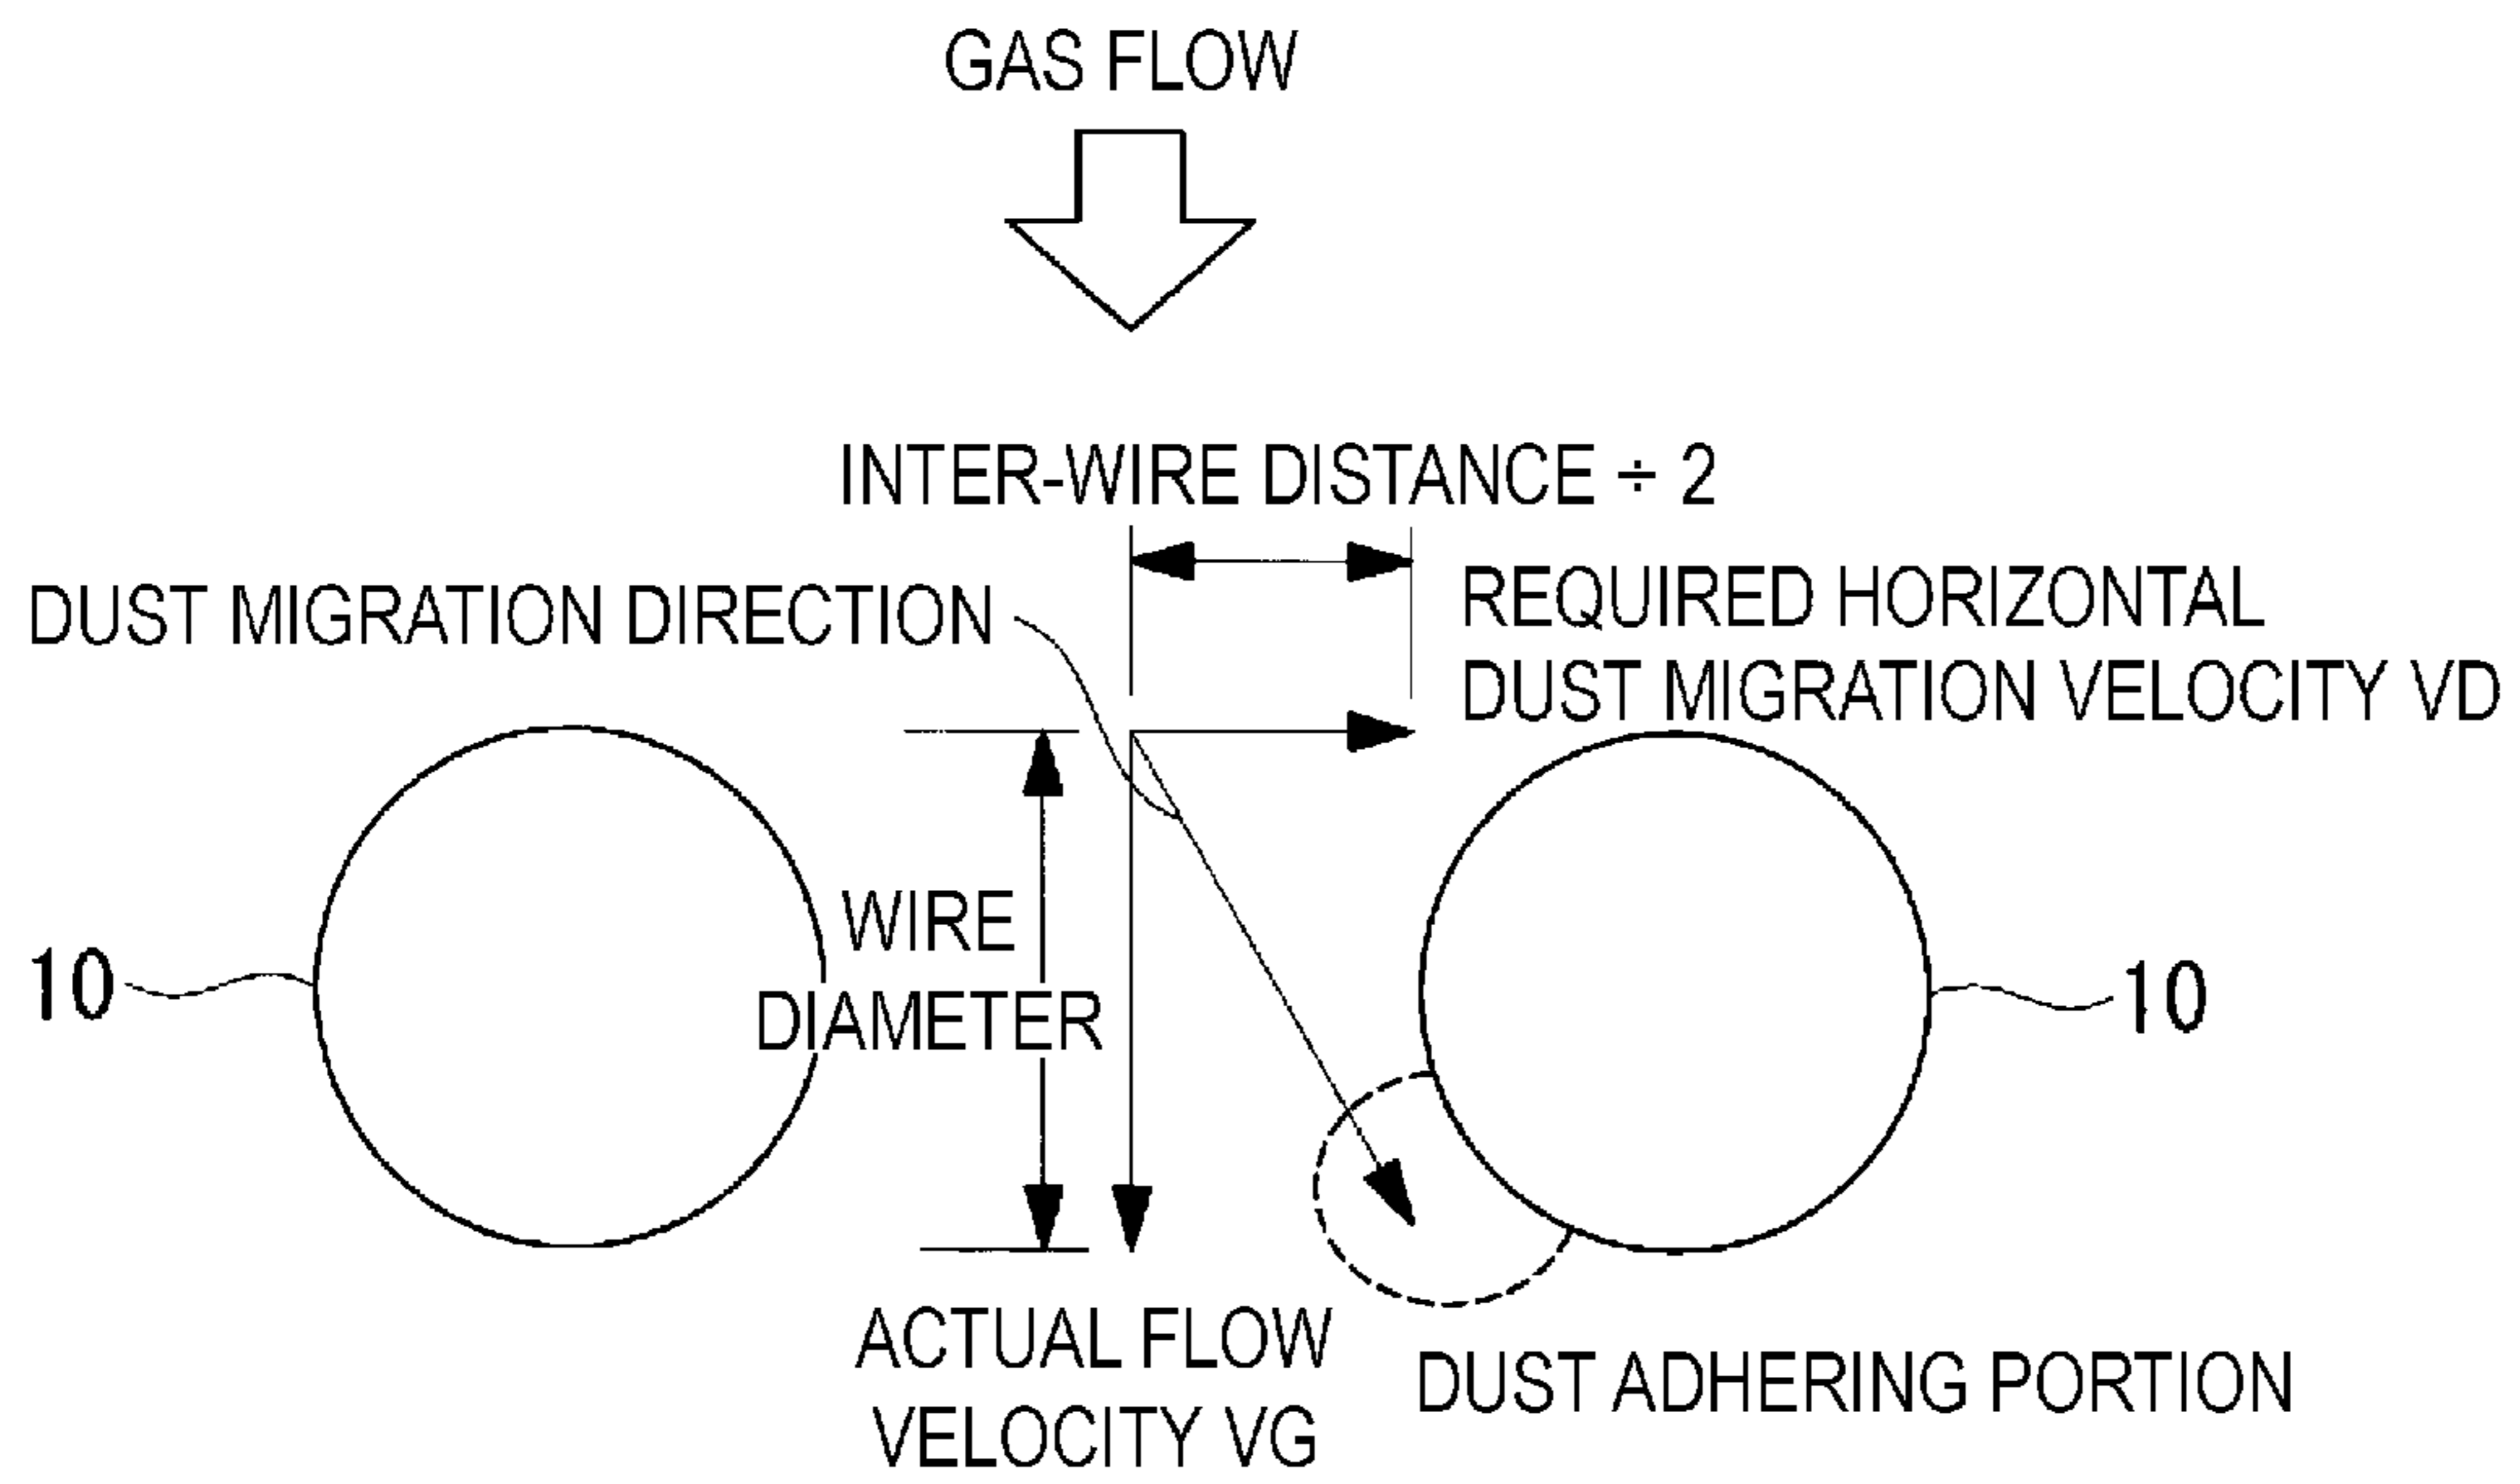 GAS FLOW
INTER-WIRE DISTANCE ÷ 2
DUST MIGRATION DIRECTION
REQUIRED HORIZONTAL
DUST MIGRATION VELOCITY VD
WIRE
DIAMETER
10
10
ACTUAL FLOW
VELOCITY VG
DUST ADHERING PORTION